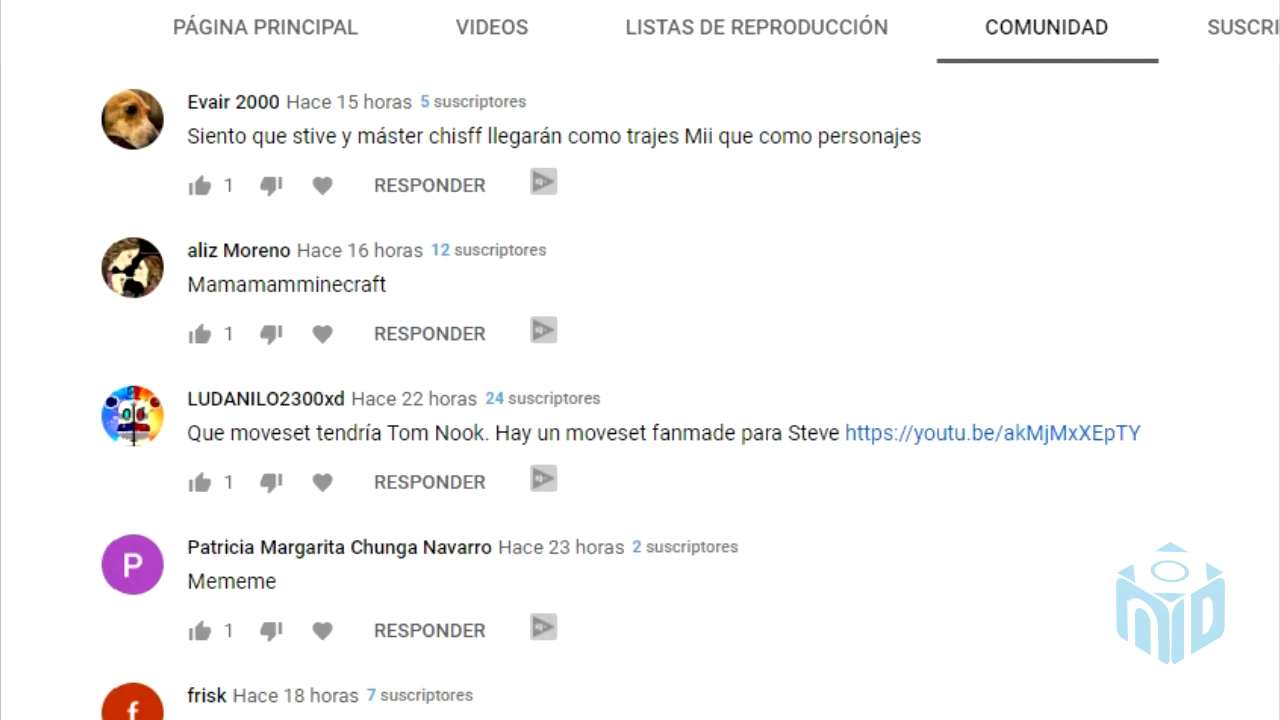 PÁGINA PRINCIPAL VIDEOS LISTAS DE REPRODUCCIÓN COMUNIDAD SUSCRI
Evair 2000 Hace 15 horas 5 suscriptores
Siento que stive y máster chisff llegarán como trajes Mii que como personajes
1 RESPONDER
aliz Moreno Hace 16 horas 12 suscriptores
Mamamamminecraft
1 RESPONDER
LUDANILO2300xd Hace 22 horas 24 suscriptores
Que moveset tendría Tom Nook. Hay un moveset fanmade para Steve https://youtu.be/akMjMxXEpTY
1 RESPONDER
P
Patricia Margarita Chunga Navarro Hace 23 horas 2 suscriptores
Mememe
1 RESPONDER
f
frisk Hace 18 horas 7 suscriptores